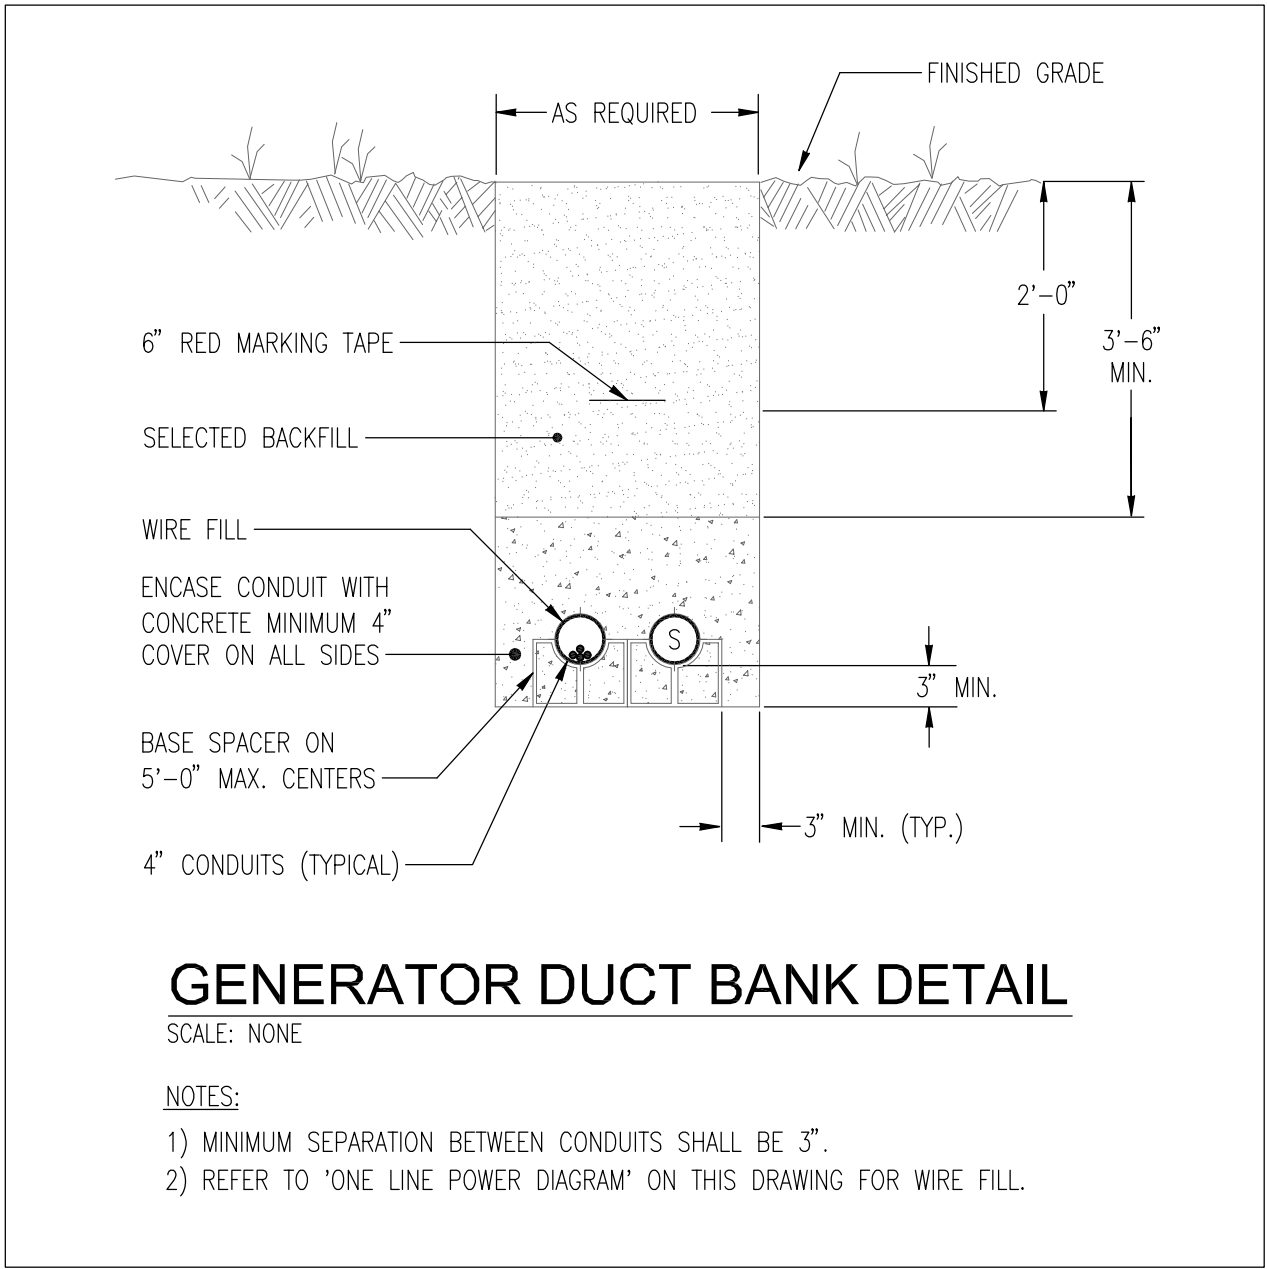 FINISHED GRADE
AS REQUIRED
2'-0"
3'-6"
MIN.
6" RED MARKING TAPE
SELECTED BACKFILL
WIRE FILL
ENCASE CONDUIT WITH
CONCRETE MINIMUM 4"
COVER ON ALL SIDES
S
3" MIN.
BASE SPACER ON
5'-0" MAX. CENTERS
3" MIN. (TYP.)
4" CONDUITS (TYPICAL)
GENERATOR DUCT BANK DETAIL
SCALE: NONE
NOTES:
1) MINIMUM SEPARATION BETWEEN CONDUITS SHALL BE 3".
2) REFER TO 'ONE LINE POWER DIAGRAM' ON THIS DRAWING FOR WIRE FILL.